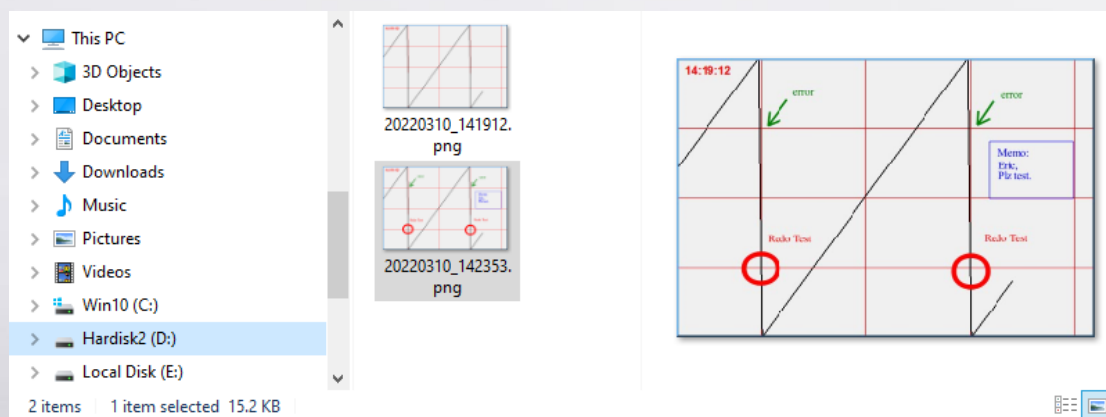 This PC
3D Objects
Desktop
Documents
Downloads
Music
Pictures
Videos
Win10 (C:)
Hardisk2 (D:)
Local Disk (E:)
2 items 1 item selected 15.2 KB
20220310_141912.
png
20220310_142353.
png
14:19:12
error
error
Memo:
Eric,
Plz test.
Redo Test
Redo Test